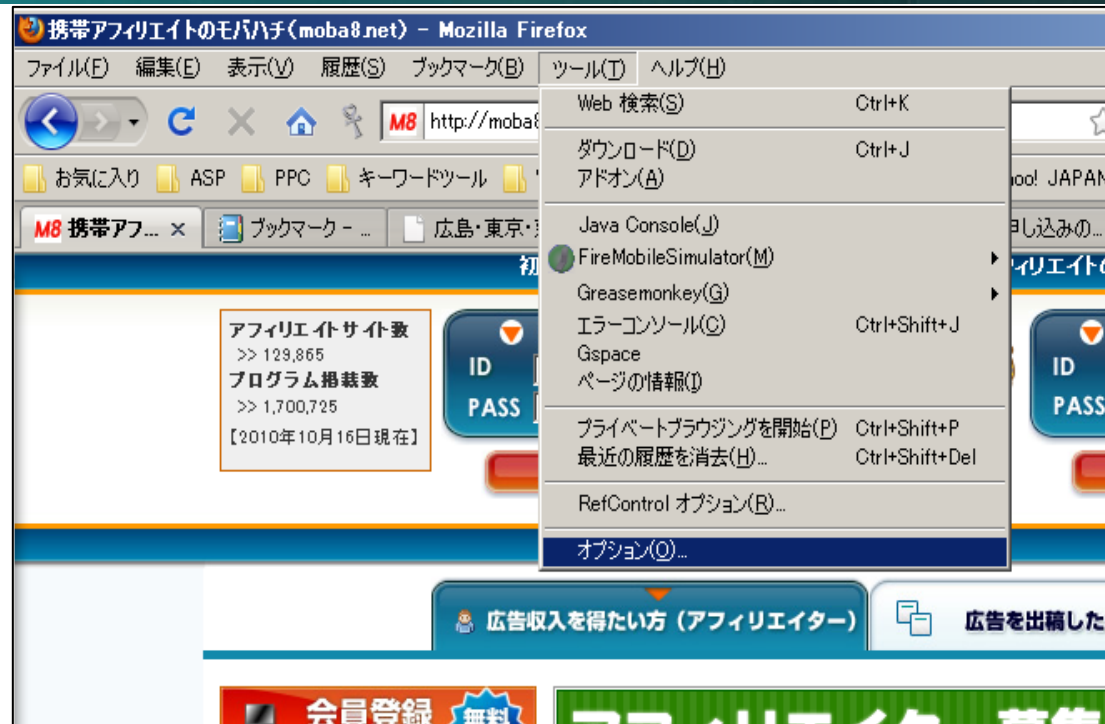 携帯アフィリエイトのモバハチ(moba8.net) - Mozilla Firefox
ファイル(F) 編集(E) 表示(V) 履歴(S) ブックマーク(B) ツール(T) ヘルプ(H)
M8 http://moba8
お気に入り ASP PPC キーワードツール
oo! JAPAN
M8 携帯アフ... × ブックマーク - ... 広島・東京・
し込みの...
Web 検索(S) Ctrl+K
ダウンロード(D) Ctrl+J
アドオン(A)
Java Console(J)
FireMobileSimulator(M)
Greasemonkey(G)
エラーコンソール(C) Ctrl+Shift+J
Gspace
ページの情報(I)
プライベートブラウジングを開始(P) Ctrl+Shift+P
最近の履歴を消去(H)... Ctrl+Shift+Del
RefControl オプション(R)...
オプション(O)...
初
ィリエイトの
アフィリエイトサイト数
>> 129,865
プログラム掲載数
>> 1,700,725
【2010年10月16日現在】
ID
PASS
ID
PASS
広告収入を得たい方（アフィリエイター）
広告を出稿した
会員登録 無料
アフィリエイター 募集